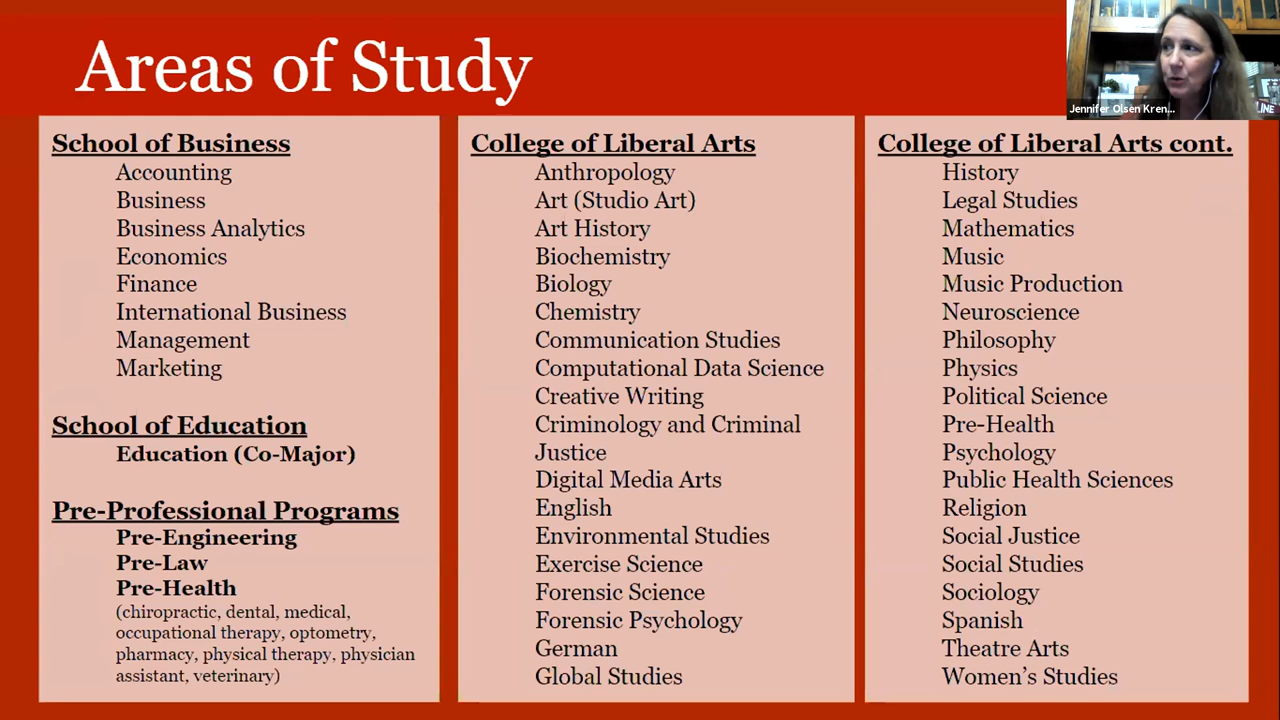 Areas of Study
Jennifer Olsen Kren...
School of Business
Accounting
Business
Business Analytics
Economics
Finance
International Business
Management
Marketing
School of Education
Education (Co-Major)
Pre-Professional Programs
Pre-Engineering
Pre-Law
Pre-Health
(chiropractic, dental, medical,
occupational therapy, optometry,
pharmacy, physical therapy, physician
assistant, veterinary)
College of Liberal Arts
Anthropology
Art (Studio Art)
Art History
Biochemistry
Biology
Chemistry
Communication Studies
Computational Data Science
Creative Writing
Criminology and Criminal
Justice
Digital Media Arts
English
Environmental Studies
Exercise Science
Forensic Science
Forensic Psychology
German
Global Studies
College of Liberal Arts cont.
History
Legal Studies
Mathematics
Music
Music Production
Neuroscience
Philosophy
Physics
Political Science
Pre-Health
Psychology
Public Health Sciences
Religion
Social Justice
Social Studies
Sociology
Spanish
Theatre Arts
Women’s Studies